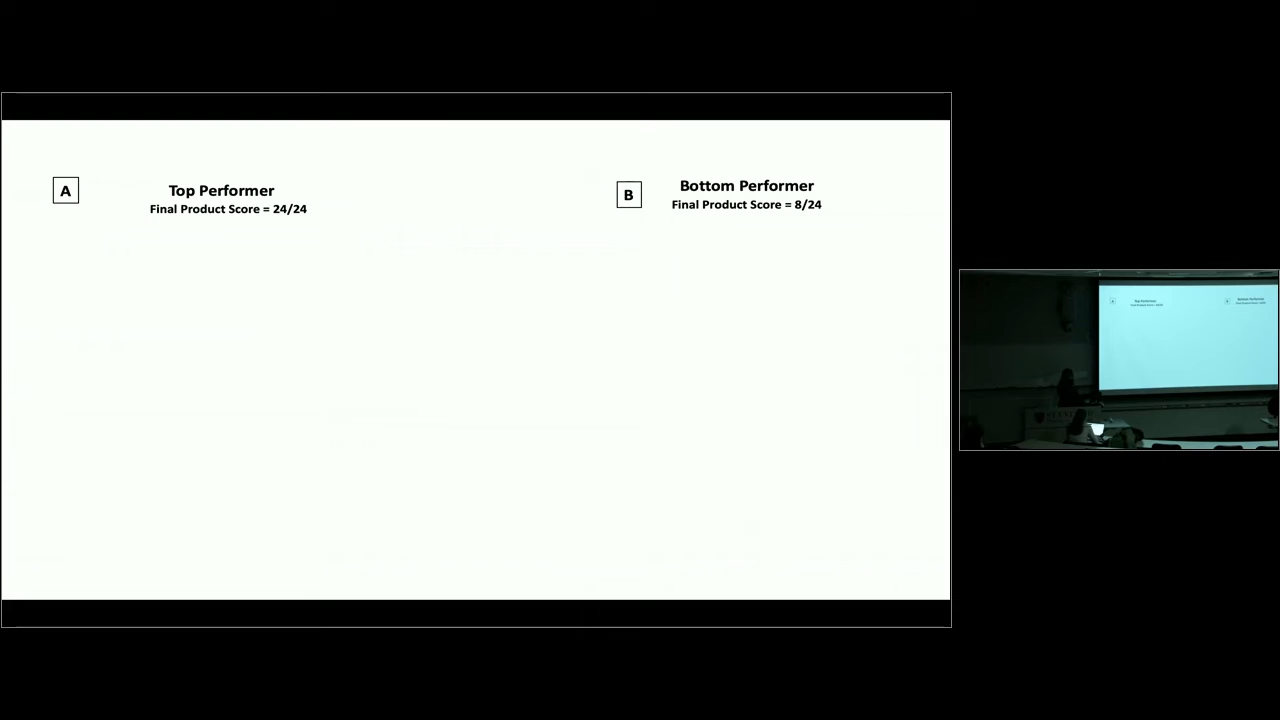 A
Top Performer
Final Product Score = 24/24
B
Bottom Performer
Final Product Score = 8/24